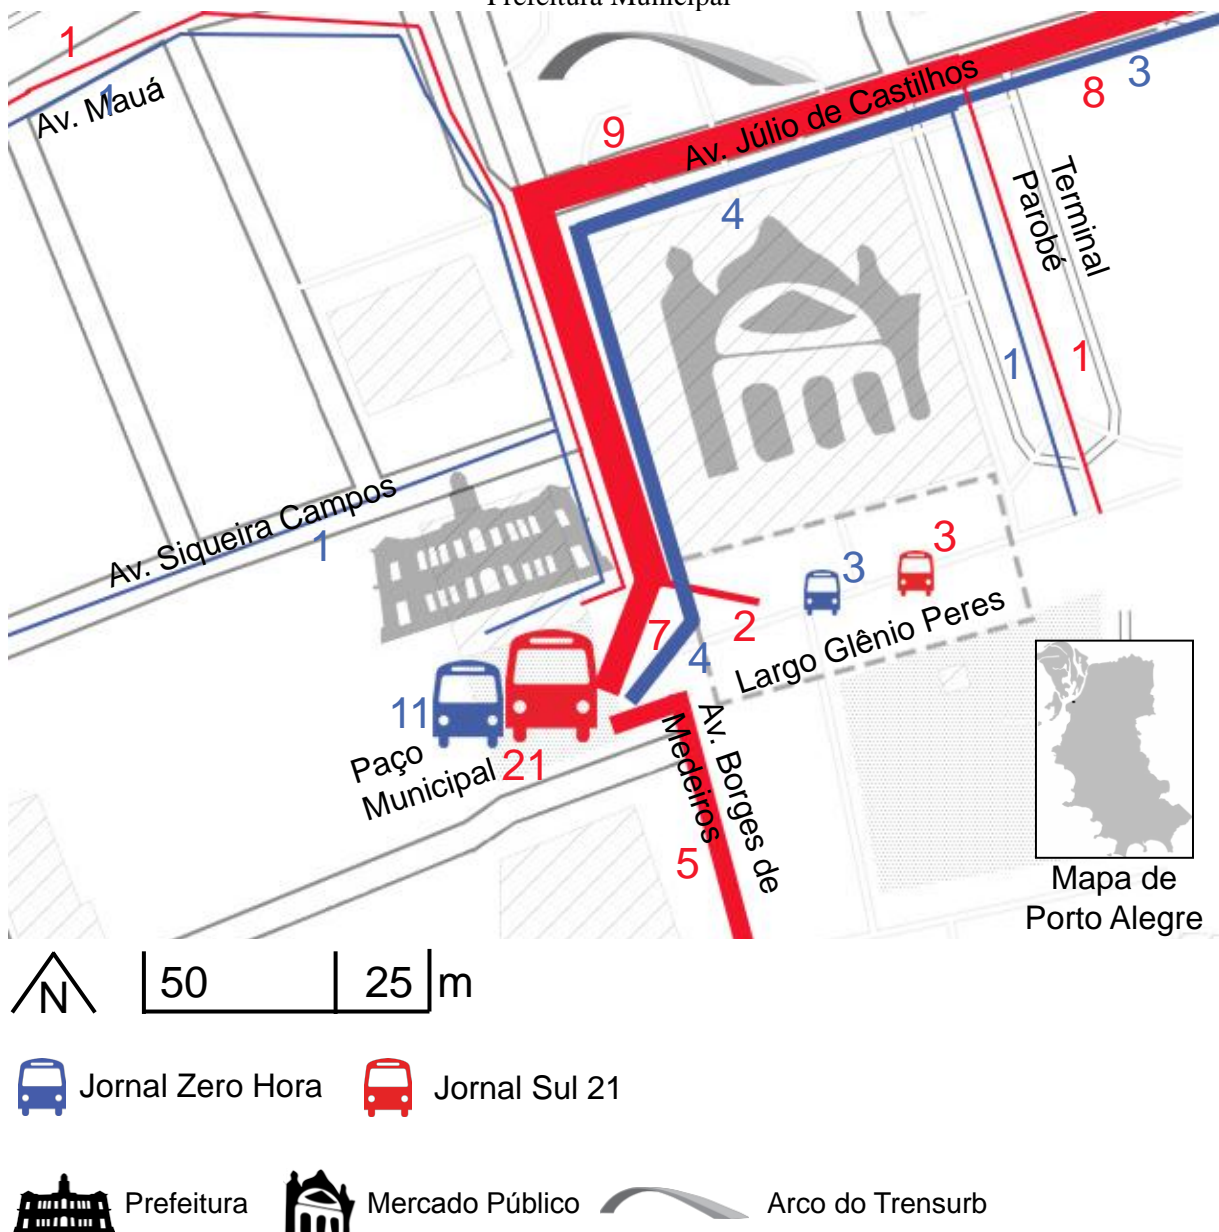 Prefeitura Municipal
1
1
Av. Mauá
3
8
9
Av. Júlio de Castilhos
4
Terminal
Parobé
1
1
Av. Siqueira Campos
1
3
3
2
7
4
Largo Glênio Peres
11
21
Paço
Municipal
Av. Borges de
Medeiros
5
Mapa de
Porto Alegre
N
50
25
m
Jornal Zero Hora
Jornal Sul 21
Prefeitura
Mercado Público
Arco do Trensurb